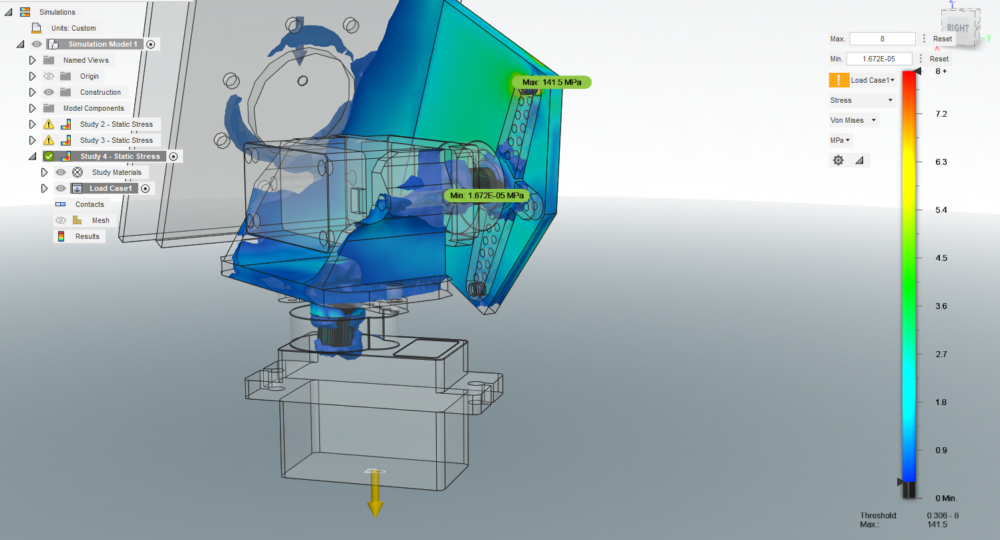 Simulations
Units: Custom
Simulation Model 1
Named Views
Origin
Construction
Model Components
Study 2 - Static Stress
Study 3 - Static Stress
Study 4 - Static Stress
Study Materials
Load Case1
Contacts
Mesh
Results
Max: 141.5 MPa
Min: 1.672E-05 MPa
Z
RIGHT
Y
X
Max. 8 Reset
Min. 1.672E-05 Reset
Load Case1
Stress
Von Mises
MPa
8 +
7.2
6.3
5.4
4.5
3.6
2.7
1.8
0.9
0 Min.
Threshold: 0.306 - 8
Max.: 141.5